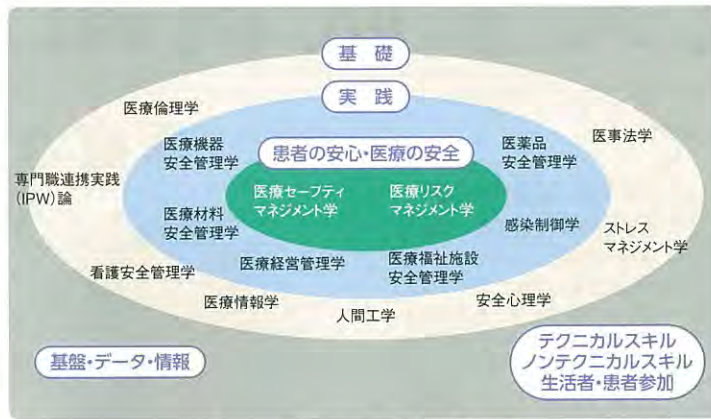 基 礎
実 践
医療倫理学
医療機器
安全管理学
患者の安心・医療の安全
医薬品
安全管理学
医事法学
専門職連携実践
(IPW)論
医療セーフティ
マネジメント学
医療リスク
マネジメント学
医療材料
安全管理学
感染制御学
ストレス
マネジメント学
看護安全管理学
医療経営管理学
医療福祉施設
安全管理学
医療情報学
人間工学
安全心理学
基盤・データ・情報
テクニカルスキル
ノンテクニカルスキル
生活者・患者参加